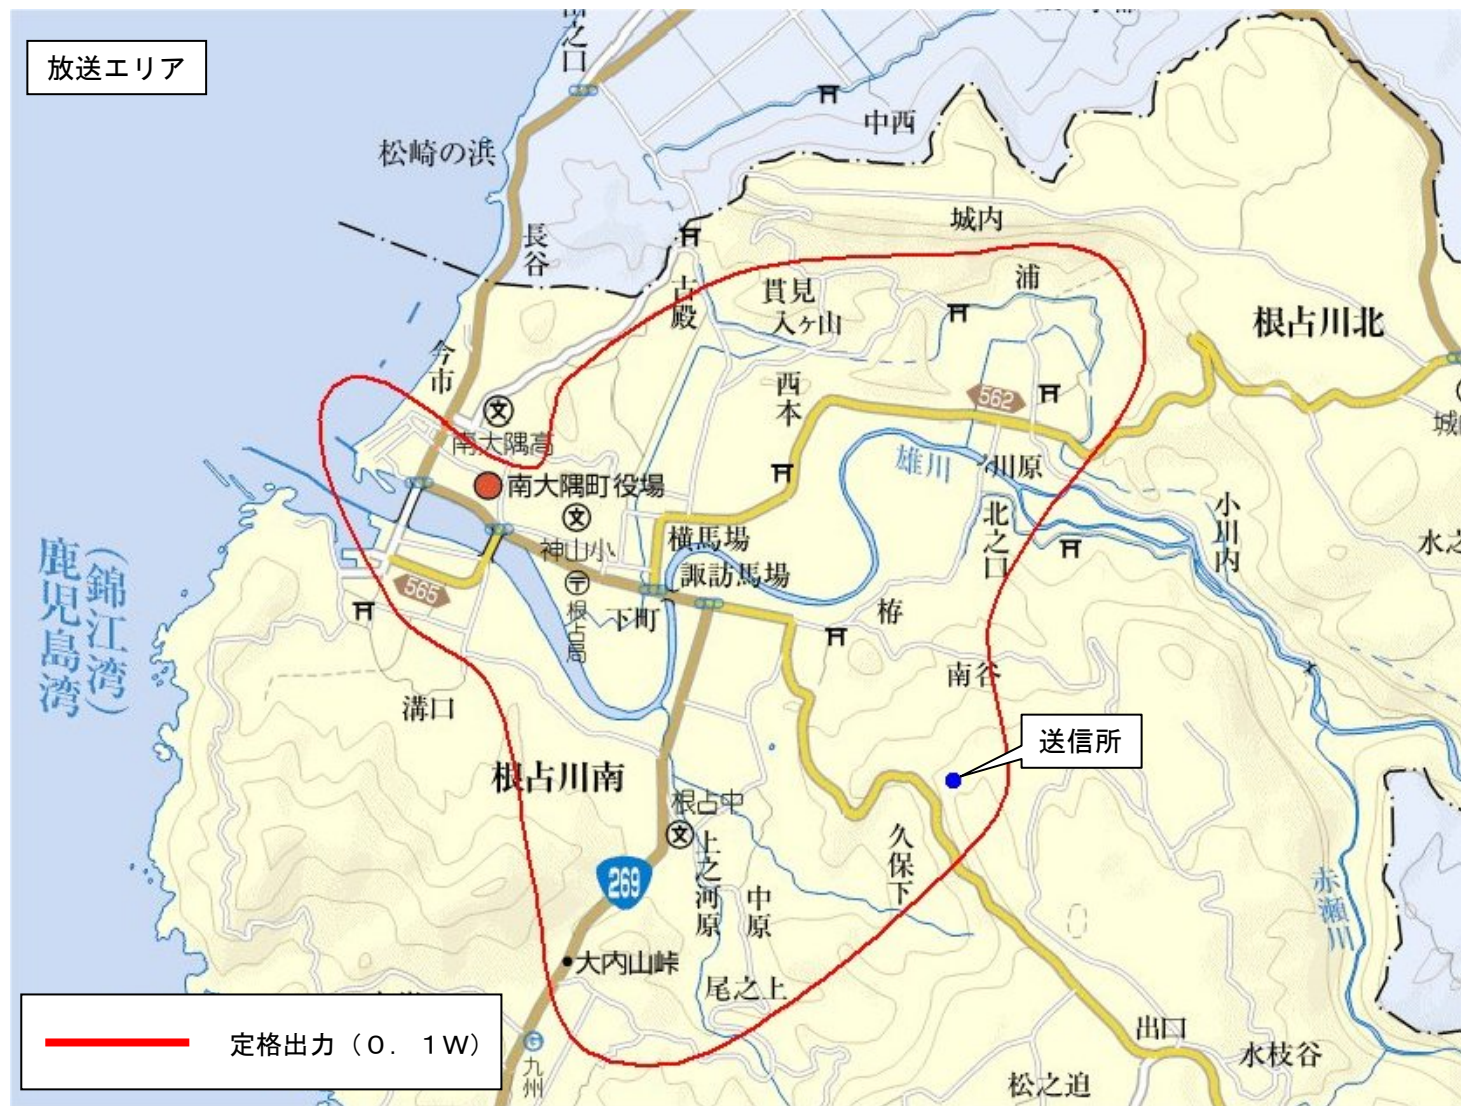 放送エリア
之口
中西
松崎の浜
城内
長谷
浦
古殿
貫見
入ヶ山
根占川北
今市
西本
562
南大隅高
雄川
川原
南大隅町役場
小川内
北之口
横馬場
神山小
諏訪馬場
(錦江湾)
鹿児島湾
565
根占局
下町
栫
南谷
溝口
送信所
根占川南
根占中
上之河原
久保下
269
中原
赤瀬川
大内山峠
尾之上
定格出力（０．１Ｗ）
出口
水枝谷
九州
松之迫